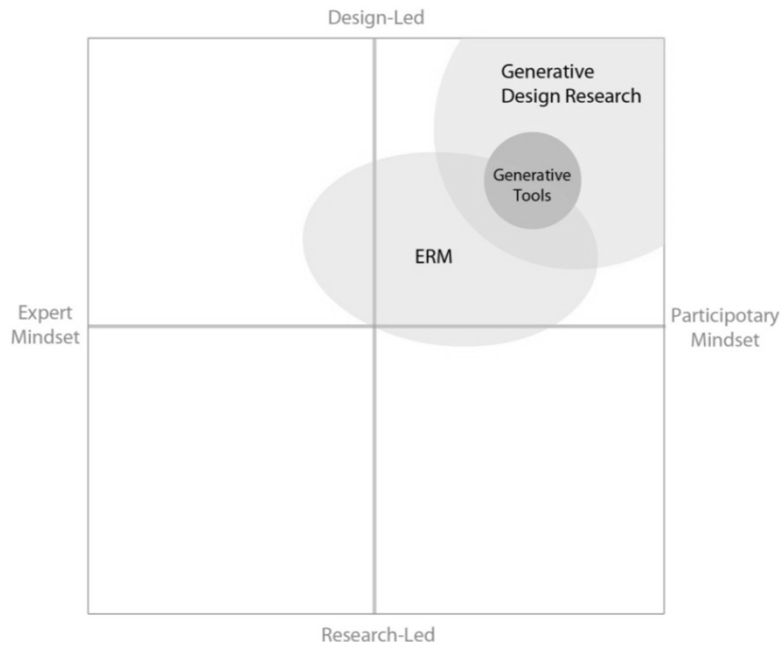 Design-Led
Generative
Design Research
Generative
Tools
ERM
Expert
Mindset
Participotary
Mindset
Research-Led